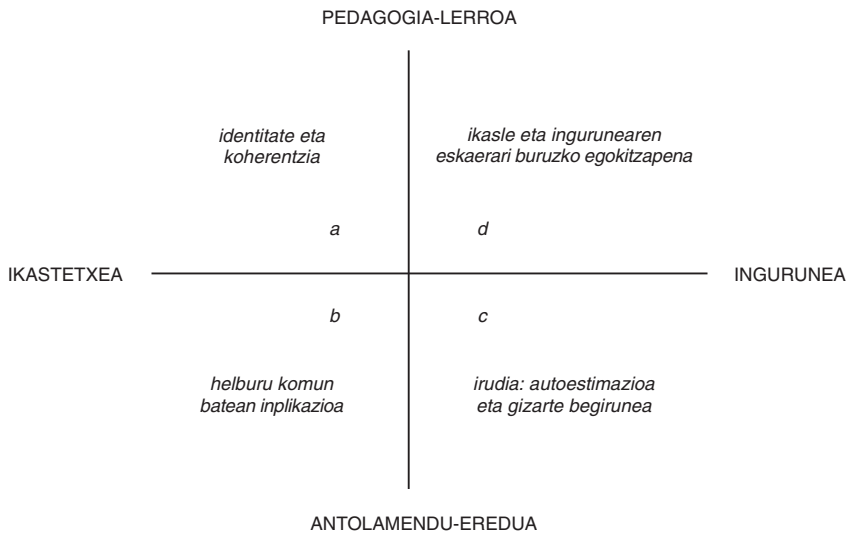 PEDAGOGIA-LERROA
identitate eta
koherentzia
ikasle eta ingurunearen
eskaerari buruzko egokitzapena
a
d
IKASTETXEA
INGURUNEA
b
c
helburu komun
batean inplikazioa
irudia: autoestimazioa
eta gizarte begirunea
ANTOLAMENDU-EREDUA